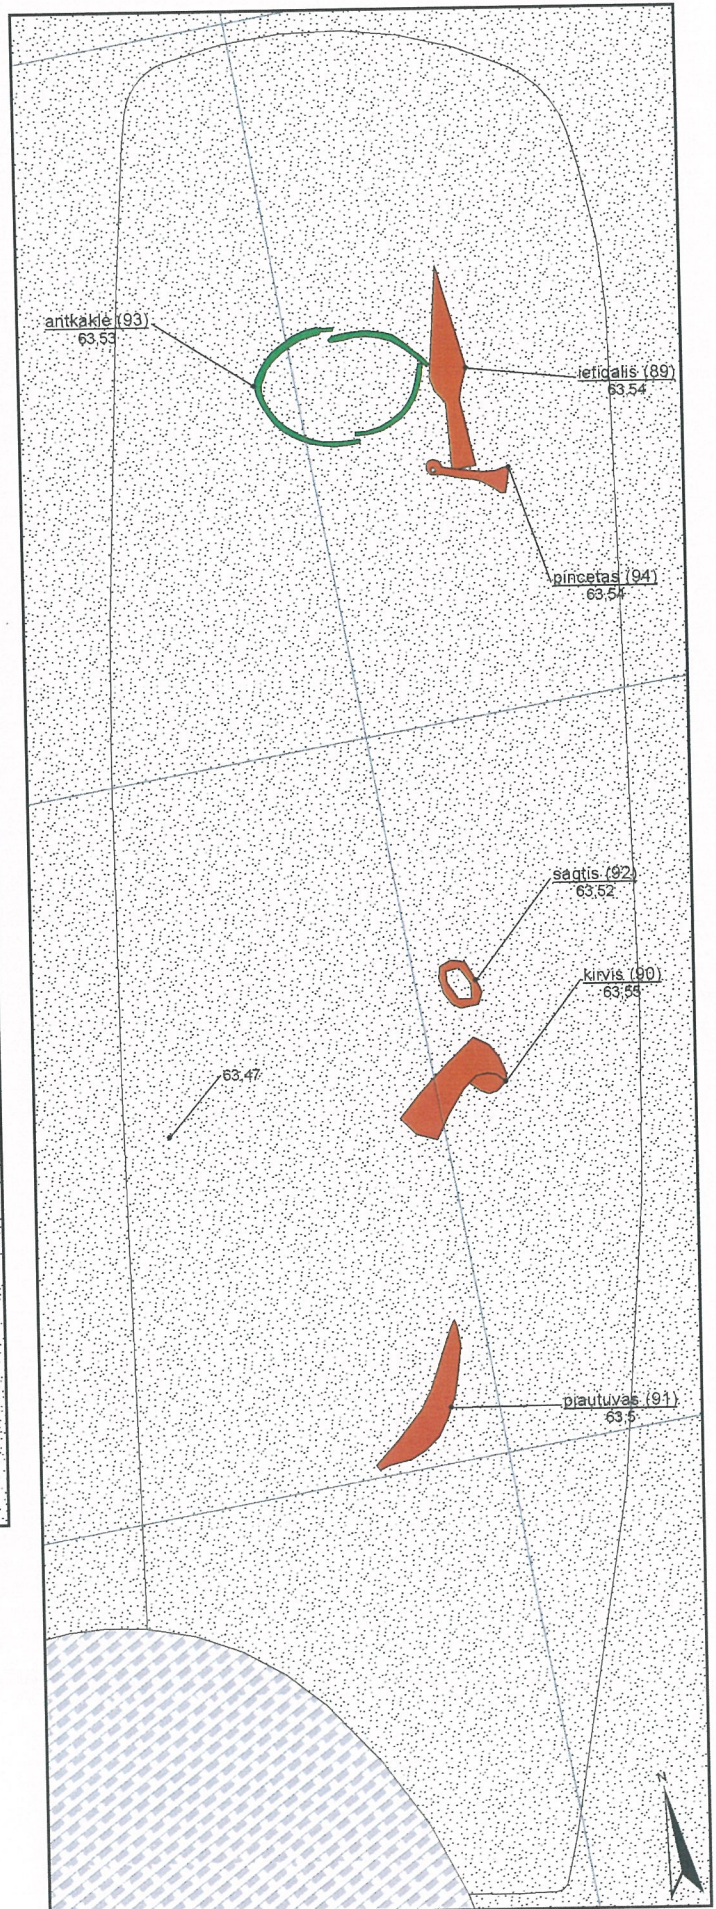 antkaklė (93)
63,53
ietigalis (89)
63,54
pincetas (94)
63,54
sagtis (92)
63,52
kirvis (90)
63,55
63,47
pjautuvas (91)
63,5
N